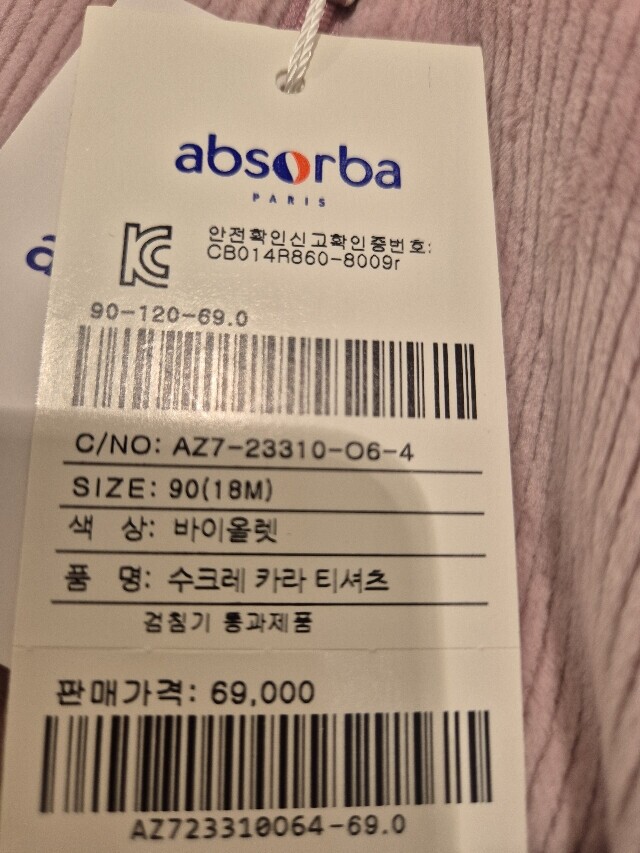 absorba
PARIS
안전확인신고확인증번호:
CB014R860-8009r
90-120-69.0
C/NO: AZ7-23310-06-4
SIZE: 90(18M)
색 상: 바이올렛
품 명: 수크레 카라 티셔츠
검침기 통과제품
판매가격: 69,000
AZ723310064-69.0